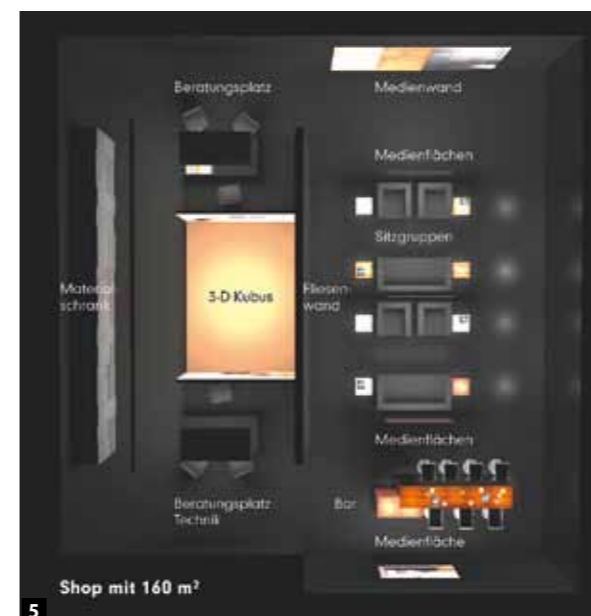 Beratungsplatz
Medienwand
Medienflächen
Sitzgruppen
Material-
schrank
3-D Kubus
Fliesen-
wand
Medienflächen
Beratungsplatz
Technik
Bar
Medienfläche
Shop mit 160 m²
5